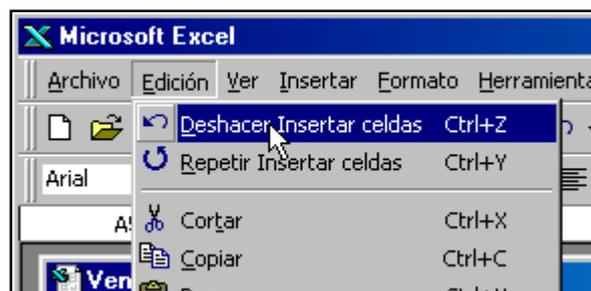 Microsoft Excel
Archivo Edición Ver Insertar Formato Herramienta
Deshacer Insertar celdas Ctrl+Z
Repetir Insertar celdas Ctrl+Y
Arial
Cortar Ctrl+X
Copiar Ctrl+C
Ven